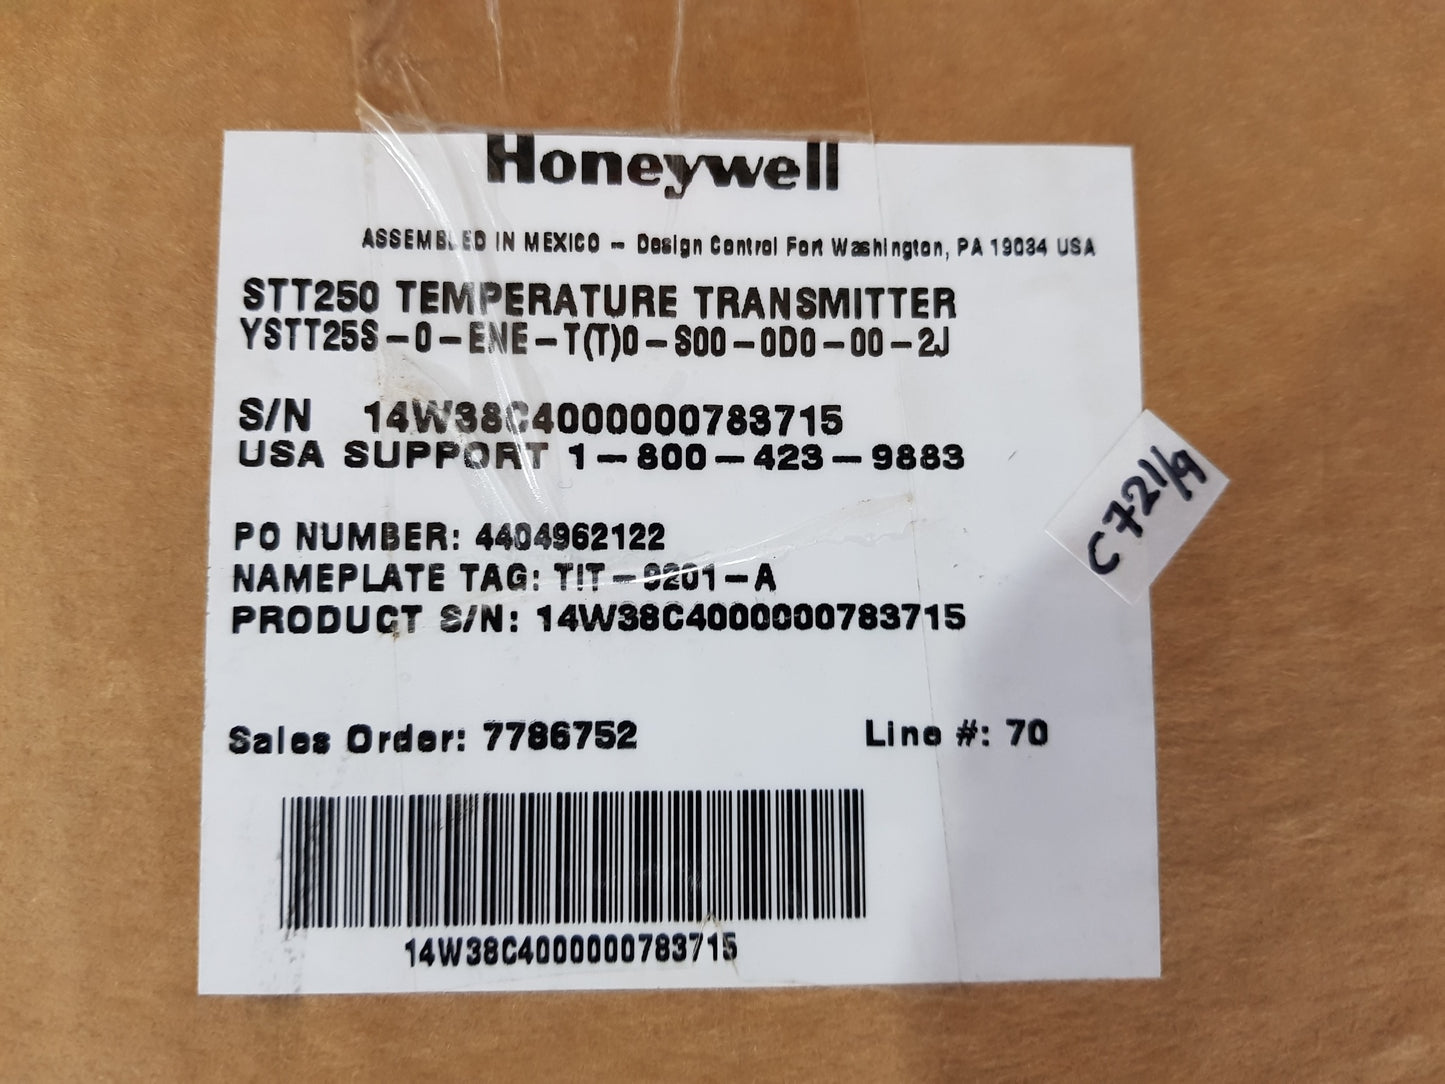 Honeywell
ASSEMBLED IN MEXICO – Design Control Fort Washington, PA 19034 USA
STT250 TEMPERATURE TRANSMITTER
YSTT25S–0–ENE–T(T)0–S00–0D0–00–2J
S/N 14W38C4000000783715
USA SUPPORT 1–800–423–9883
C721/9
PO NUMBER: 4404962122
NAMEPLATE TAG: TIT–9201–A
PRODUCT S/N: 14W38C4000000783715
Sales Order: 7786752 Line #: 70
14W38C4000000783715